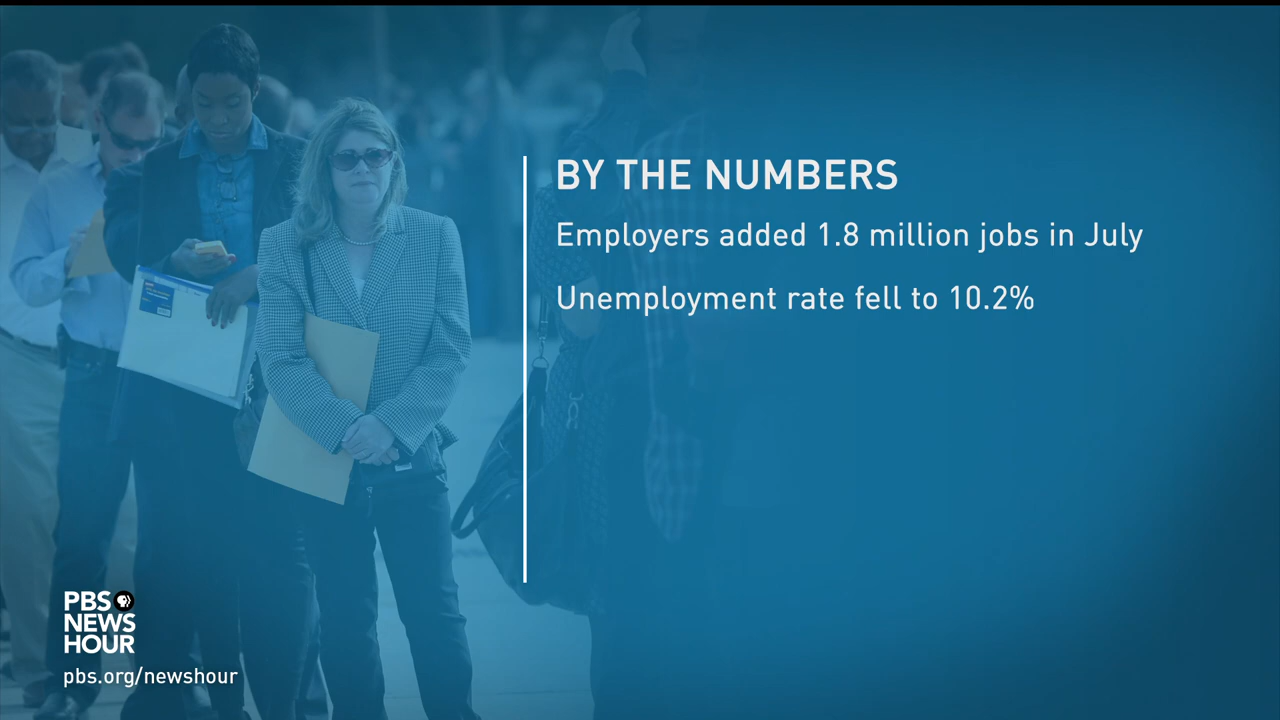 BY THE NUMBERS
Employers added 1.8 million jobs in July
Unemployment rate fell to 10.2%
PBS
NEWS
HOUR
pbs.org/newshour